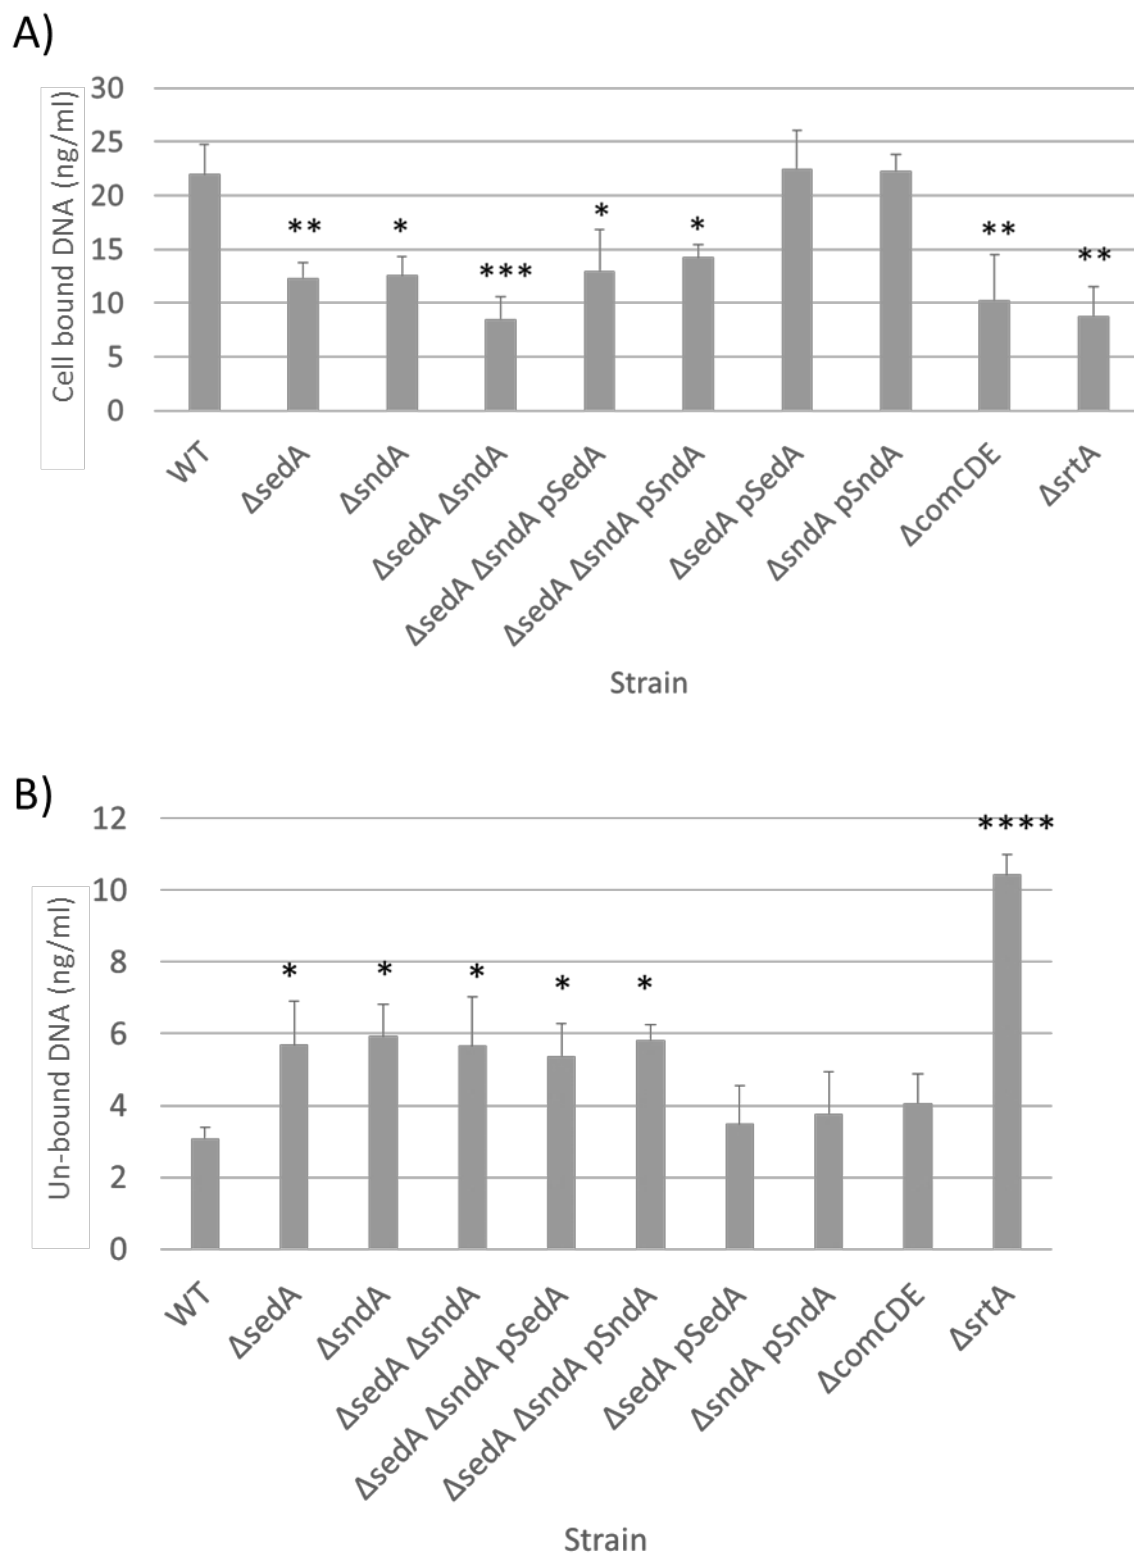 A)
Cell bound DNA (ng/ml)
30
25
20
15
10
5
0
**
*
***
*
*
**
**
WT
ΔsedA
ΔsndA
ΔsedA ΔsndA
ΔsedA ΔsndA pSedA
ΔsedA ΔsndA pSndA
ΔsedA pSedA
ΔsndA pSndA
ΔcomCDE
ΔsrtA
Strain
B)
Un-bound DNA (ng/ml)
12
10
8
6
4
2
0
*
*
*
*
*
****
WT
ΔsedA
ΔsndA
ΔsedA ΔsndA
ΔsedA ΔsndA pSedA
ΔsedA ΔsndA pSndA
ΔsedA pSedA
ΔsndA pSndA
ΔcomCDE
ΔsrtA
Strain